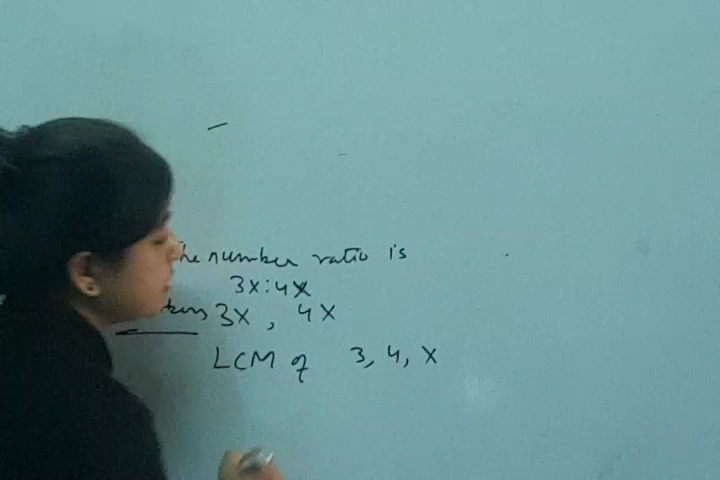 number ratio is
3x:4x
3x, 4x
LCM of 3, 4, x